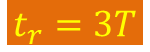 t_r = 3T